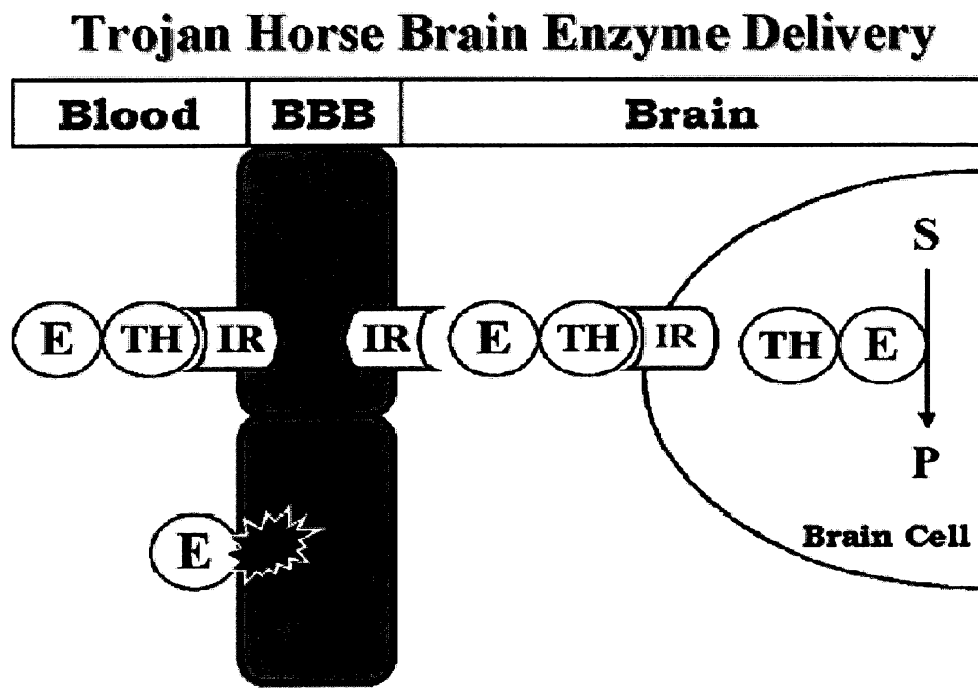 Trojan Horse Brain Enzyme Delivery
Blood BBB Brain
S
E TH IR IR E TH IR TH E
P
E
Brain Cell